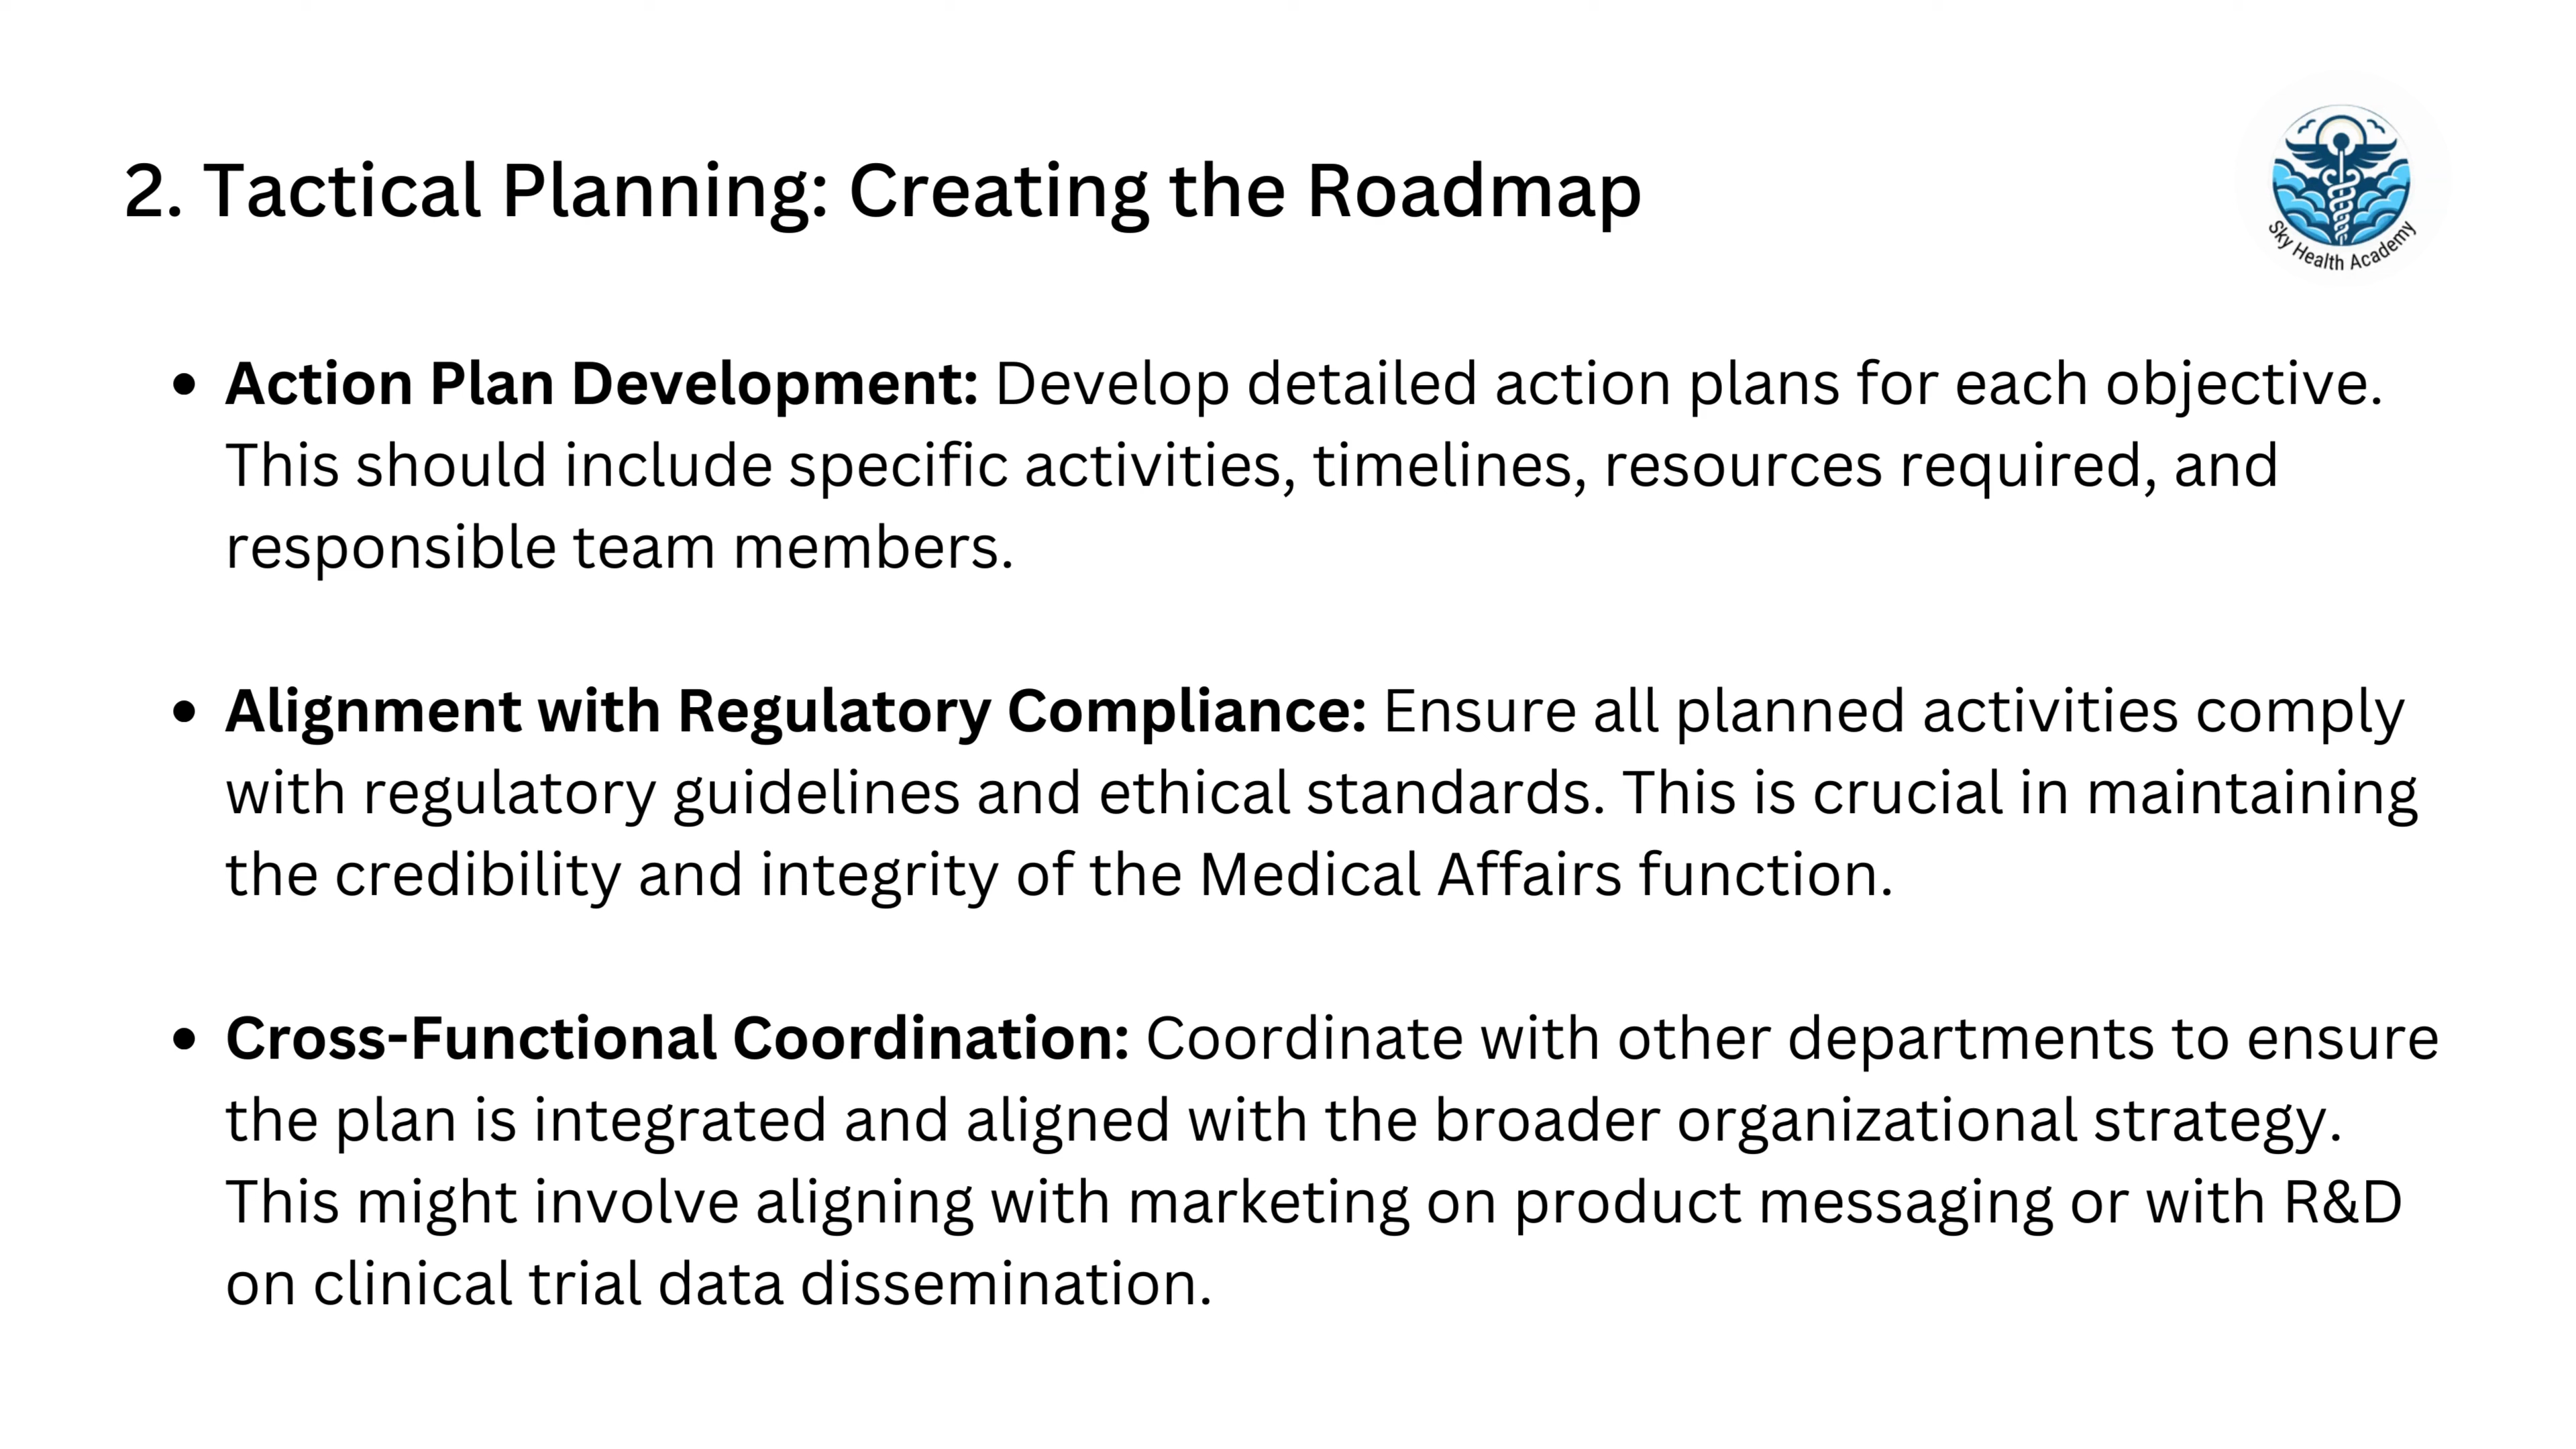 2. Tactical Planning: Creating the Roadmap
Sky Health Academy
• Action Plan Development: Develop detailed action plans for each objective.
This should include specific activities, timelines, resources required, and
responsible team members.
• Alignment with Regulatory Compliance: Ensure all planned activities comply
with regulatory guidelines and ethical standards. This is crucial in maintaining
the credibility and integrity of the Medical Affairs function.
• Cross-Functional Coordination: Coordinate with other departments to ensure
the plan is integrated and aligned with the broader organizational strategy.
This might involve aligning with marketing on product messaging or with R&D
on clinical trial data dissemination.